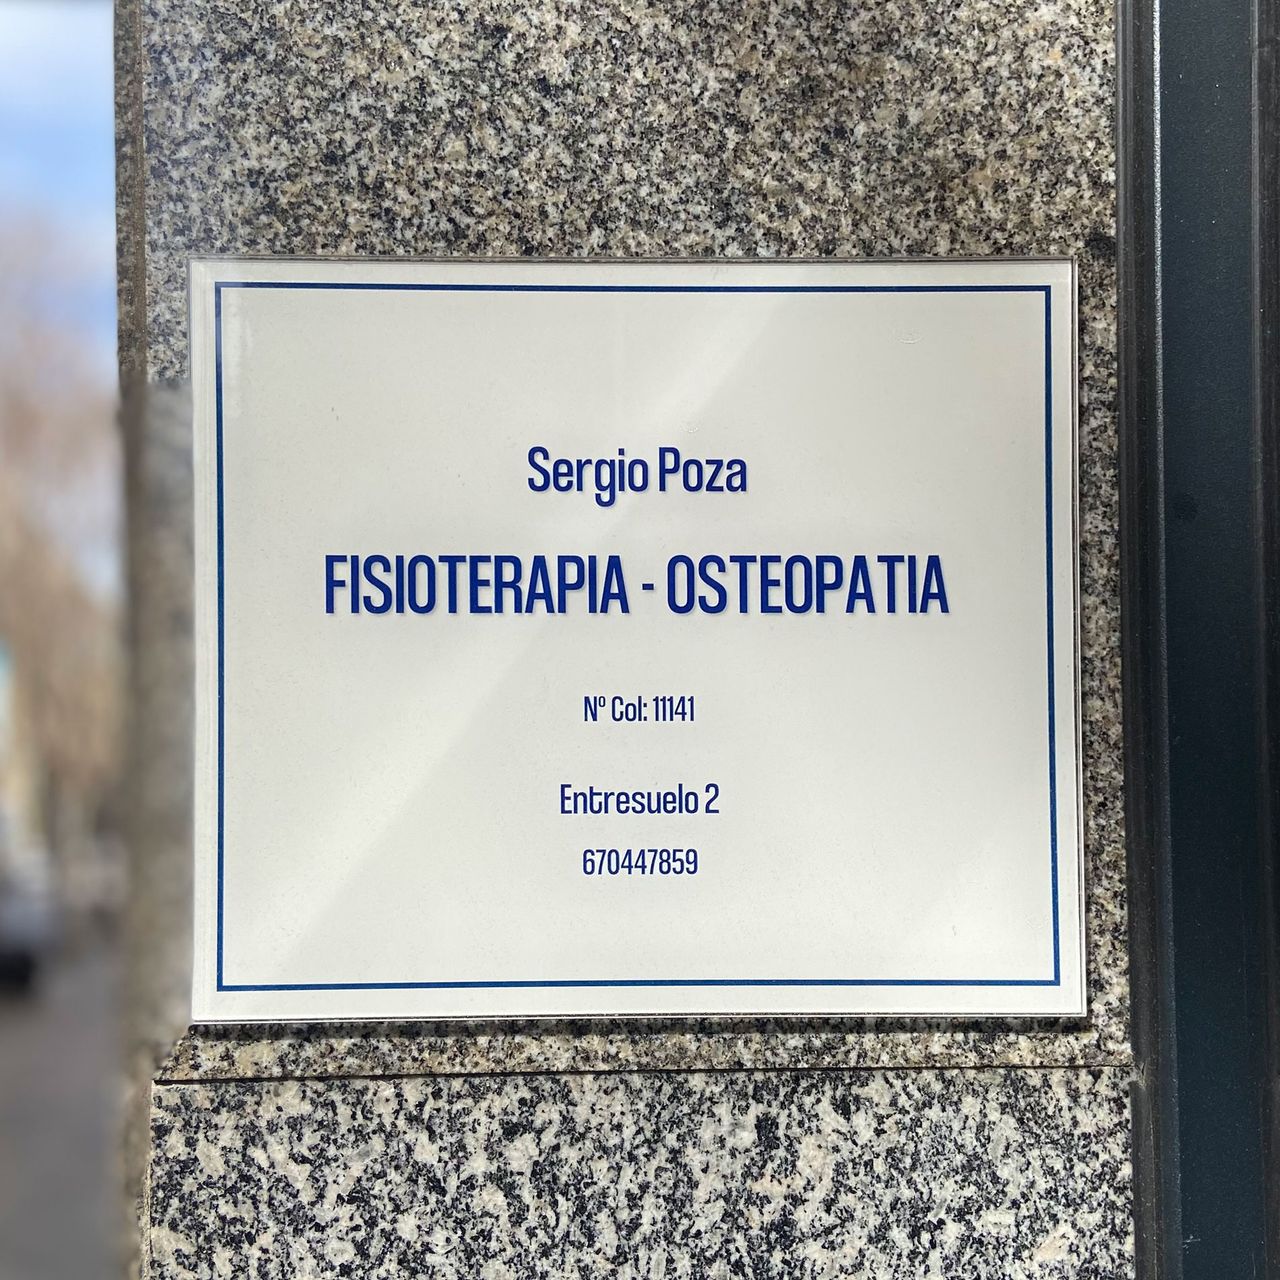 Sergio Poza
FISIOTERAPIA - OSTEOPATIA
Nº Col: 11141
Entresuelo 2
670447859